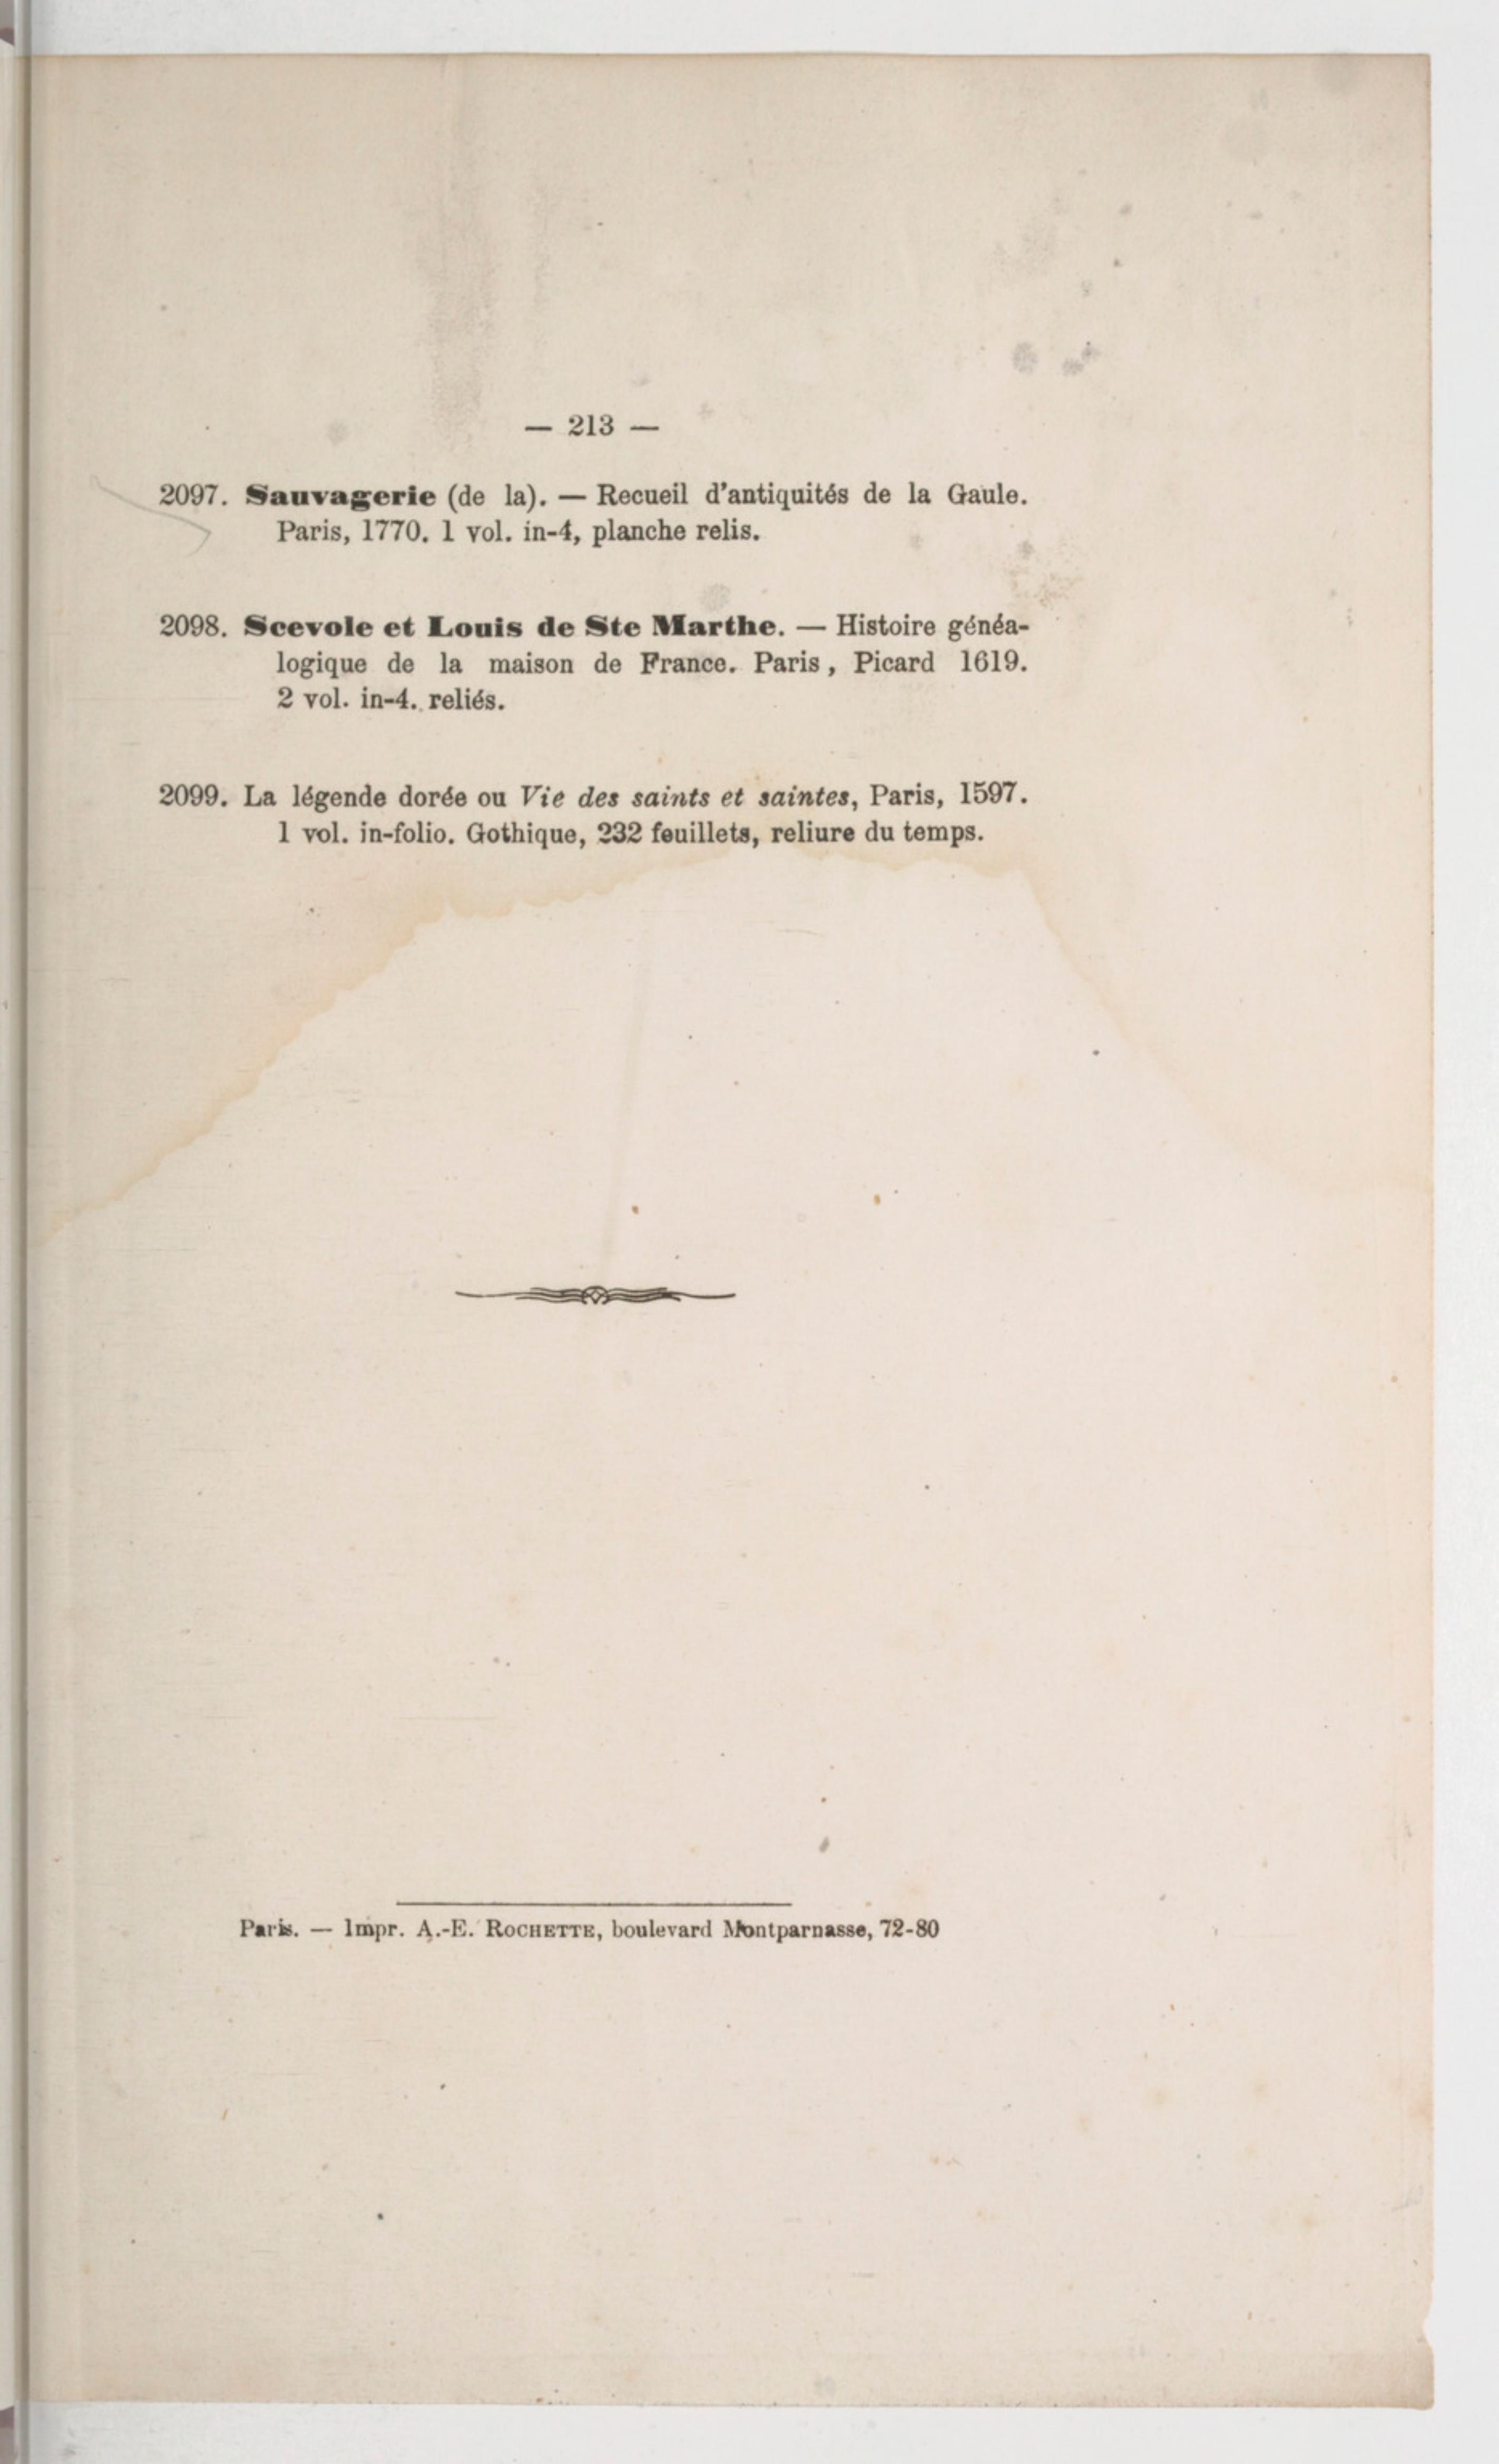 — 213 —
2097. Sauvagerie (de la). — Recueil d'antiquités de la Gaule.
Paris, 1770. 1 vol. in-4, planche relis.
2098. Scevole et Louis de Ste Marthe. — Histoire généa-
logique de la maison de France. Paris, Picard 1619.
2 vol. in-4. reliés.
2099. La légende dorée ou Vie des saints et saintes, Paris, 1597.
1 vol. in-folio. Gothique, 232 feuillets, reliure du temps.
Paris. — Impr. A.-E. ROCHETTE, boulevard Montparnasse, 72-80